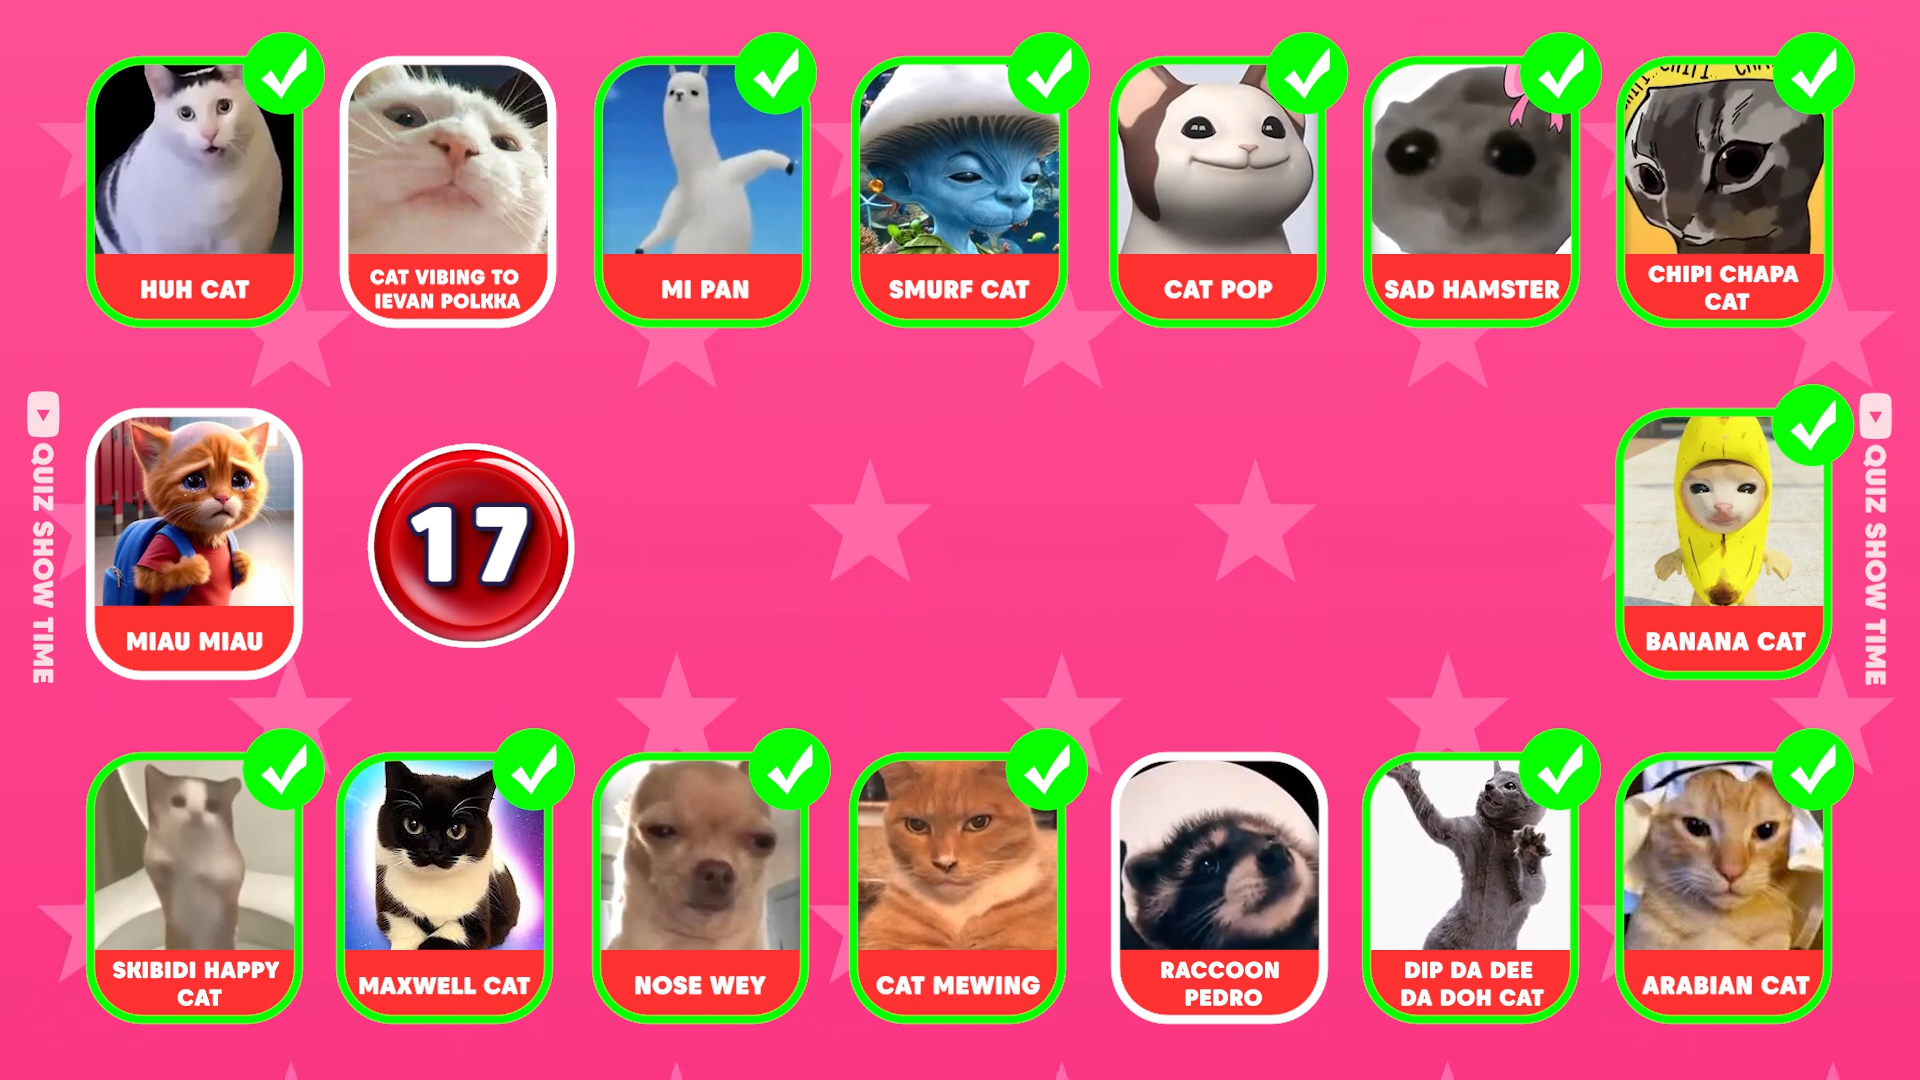 HUH CAT
CAT VIBING TO
IEVAN POLKKA
MI PAN
SMURF CAT
CAT POP
SAD HAMSTER
CHIPI CHAPA
CAT
QUIZ SHOW TIME
MIAU MIAU
17
BANANA CAT
QUIZ SHOW TIME
SKIBIDI HAPPY
CAT
MAXWELL CAT
NOSE WEY
CAT MEWING
RACCOON
PEDRO
DIP DA DEE
DA DOH CAT
ARABIAN CAT